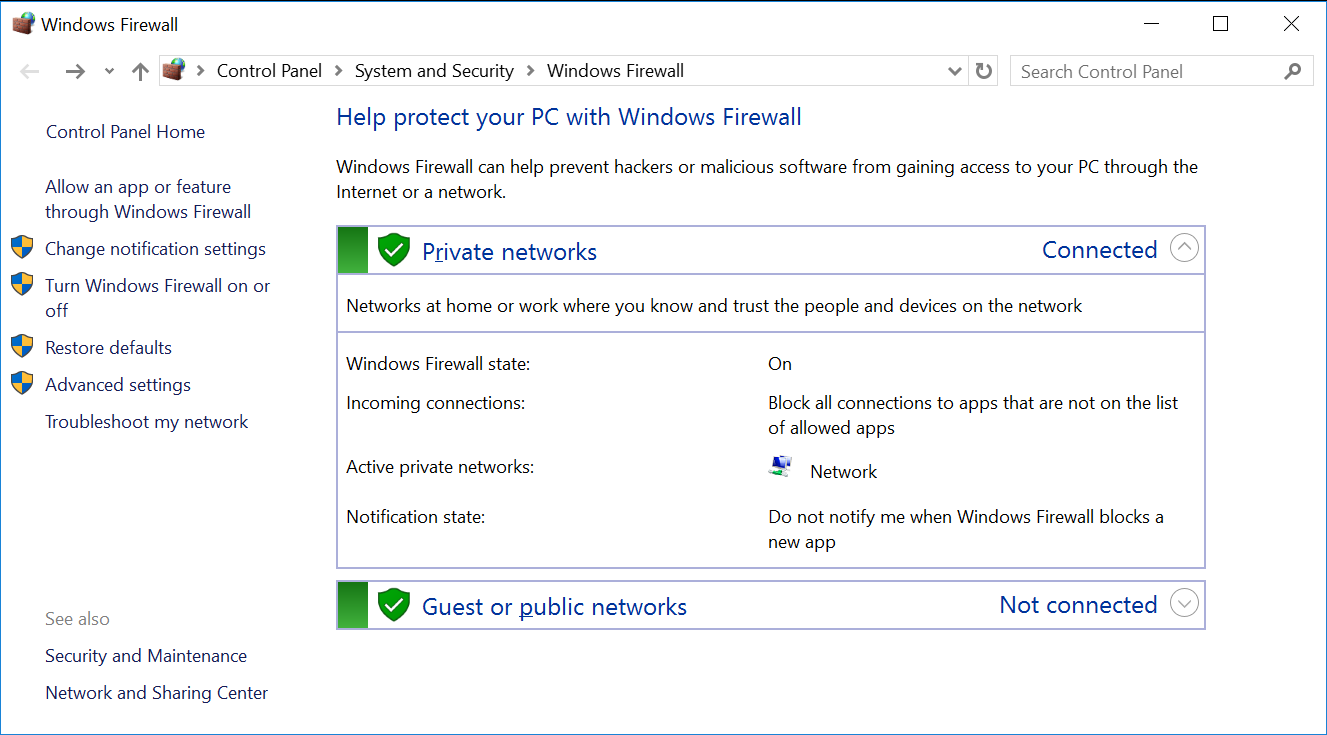 Windows Firewall
Control Panel
System and Security
Windows Firewall
Search Control Panel
Control Panel Home
Allow an app or feature
through Windows Firewall
Change notification settings
Turn Windows Firewall on or
off
Restore defaults
Advanced settings
Troubleshoot my network
See also
Security and Maintenance
Network and Sharing Center
Help protect your PC with Windows Firewall
Windows Firewall can help prevent hackers or malicious software from gaining access to your PC through the
Internet or a network.
Private networks
Connected
Networks at home or work where you know and trust the people and devices on the network
Windows Firewall state:
On
Incoming connections:
Block all connections to apps that are not on the list
of allowed apps
Active private networks:
Network
Notification state:
Do not notify me when Windows Firewall blocks a
new app
Guest or public networks
Not connected